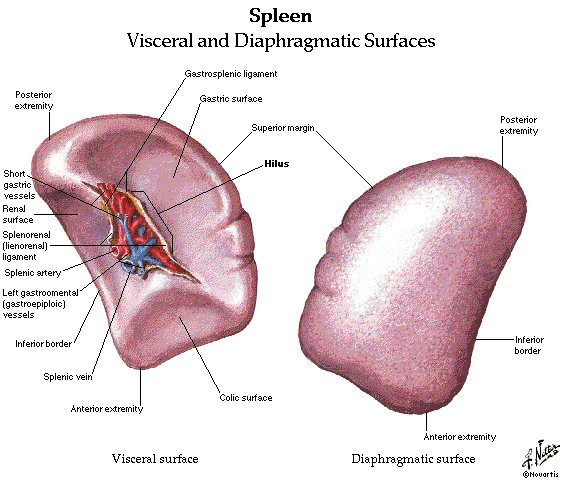 Spleen
Visceral and Diaphragmatic Surfaces
Gastrosplenic ligament
Gastric surface
Posterior
extremity
Superior margin
Posterior
extremity
Hilus
Short
gastric
vessels
Renal
surface
Splenorenal
(lienorenal)
ligament
Splenic artery
Left gastroomental
(gastroepiploic)
vessels
Inferior border
Splenic vein
Anterior extremity
Colic surface
Inferior
border
Anterior extremity
Visceral surface
Diaphragmatic surface
F. Netter
©Novartis